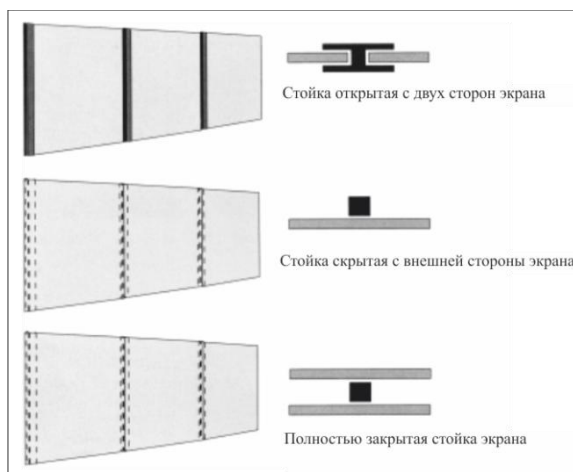 Стойка открытая с двух сторон экрана
Стойка скрытая с внешней стороны экрана
Полностью закрытая стойка экрана